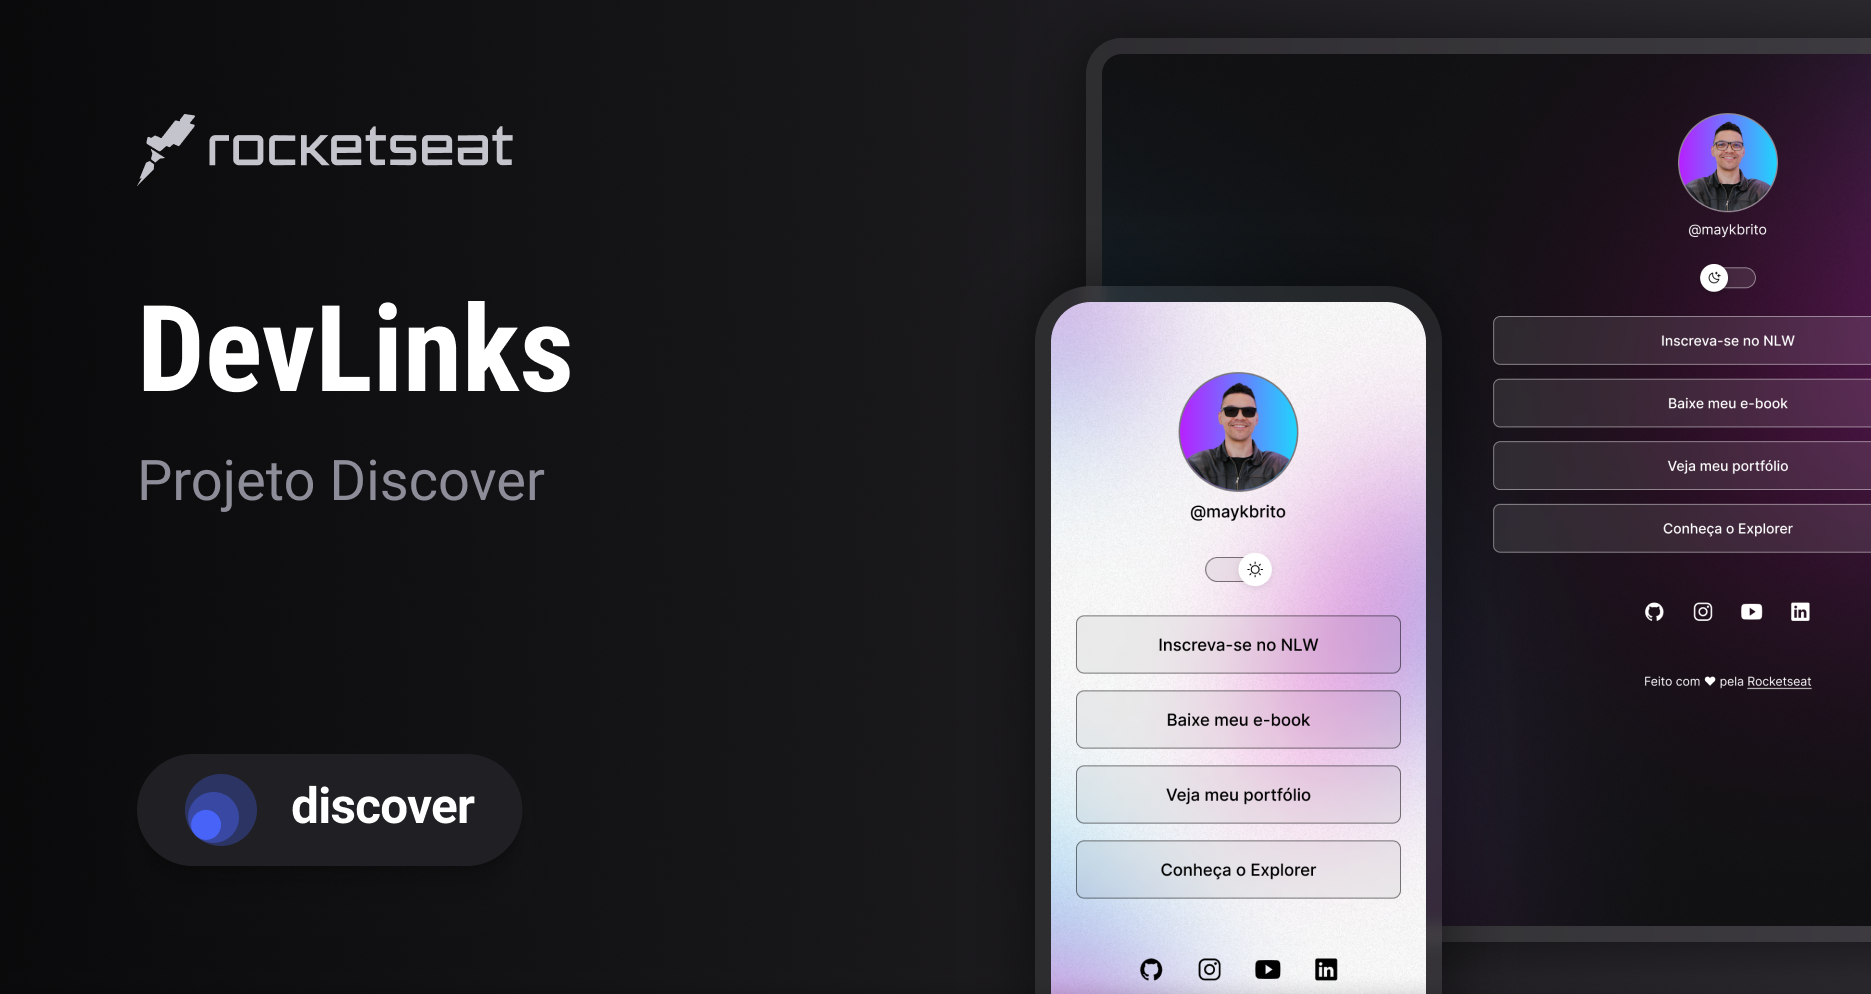 rocketseat
DevLinks
Projeto Discover
discover
@maykbrito
Inscreva-se no NLW
Baixe meu e-book
Veja meu portfólio
Conheça o Explorer
@maykbrito
Inscreva-se no NLW
Baixe meu e-book
Veja meu portfólio
Conheça o Explorer
Feito com ♥ pela Rocketseat